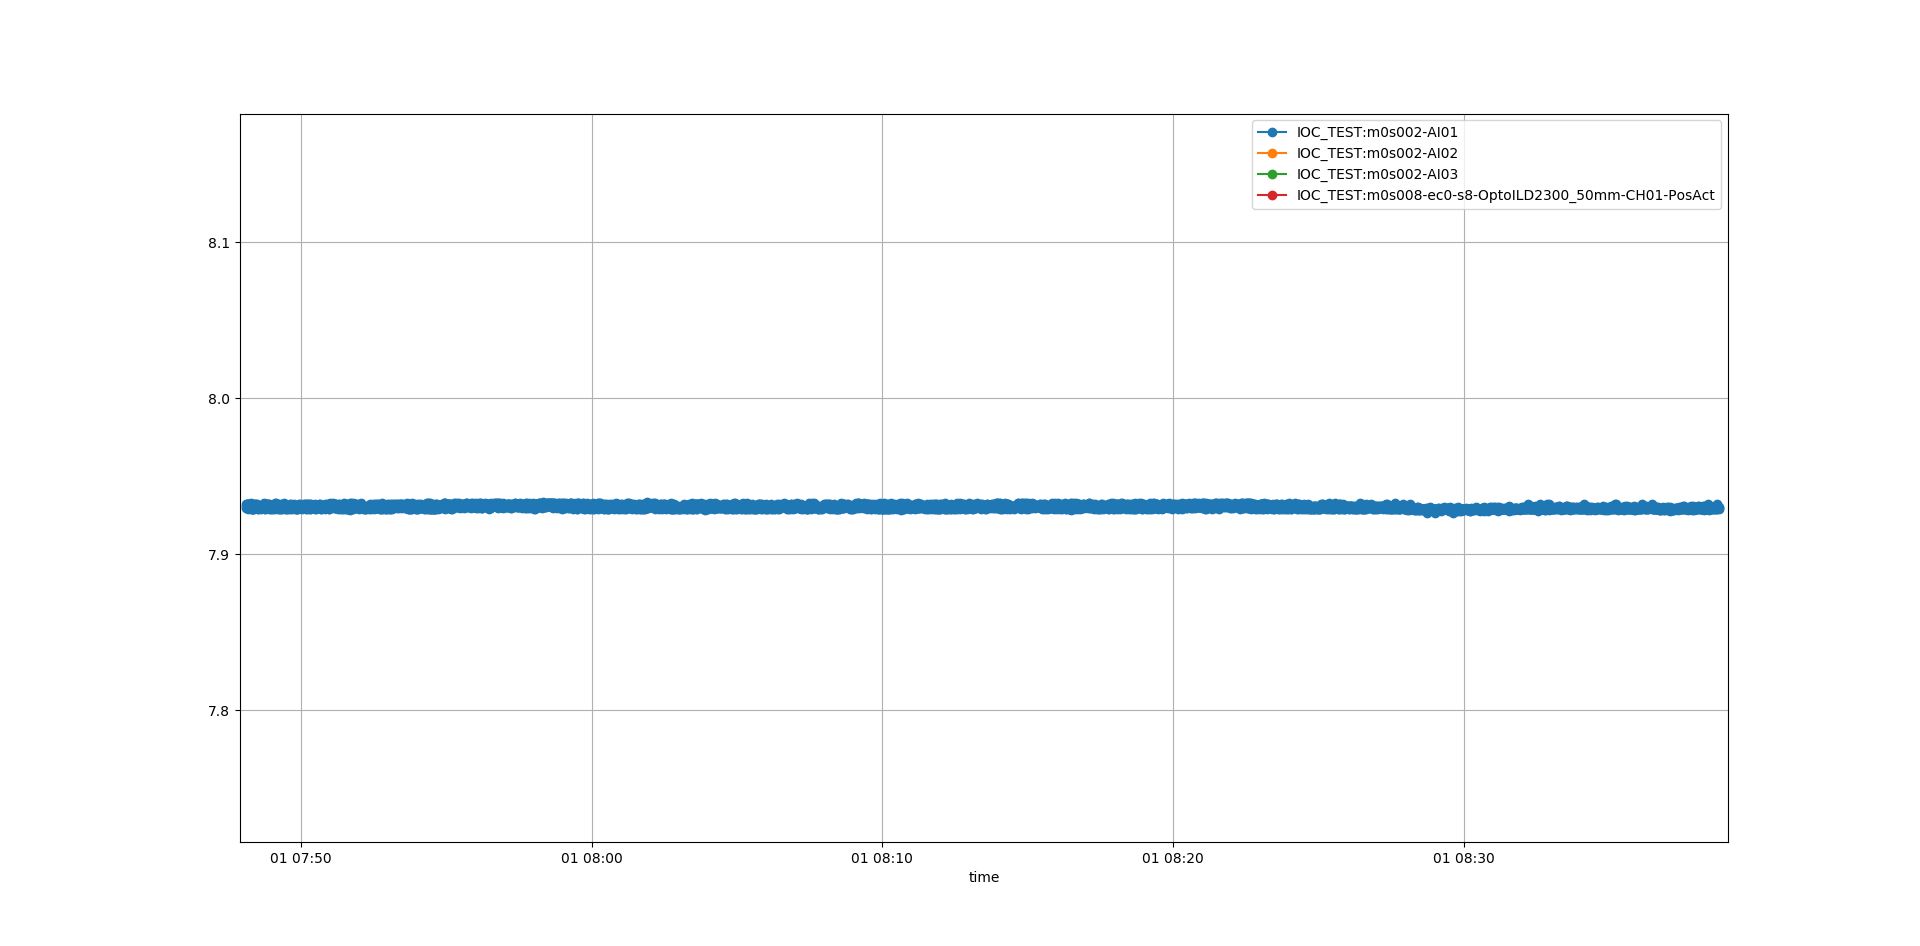 IOC_TEST:m0s002-AI01
IOC_TEST:m0s002-AI02
IOC_TEST:m0s002-AI03
IOC_TEST:m0s008-ec0-s8-OptoILD2300_50mm-CH01-PosAct
8.1
8.0
7.9
7.8
01 07:50 01 08:00 01 08:10 01 08:20 01 08:30
time